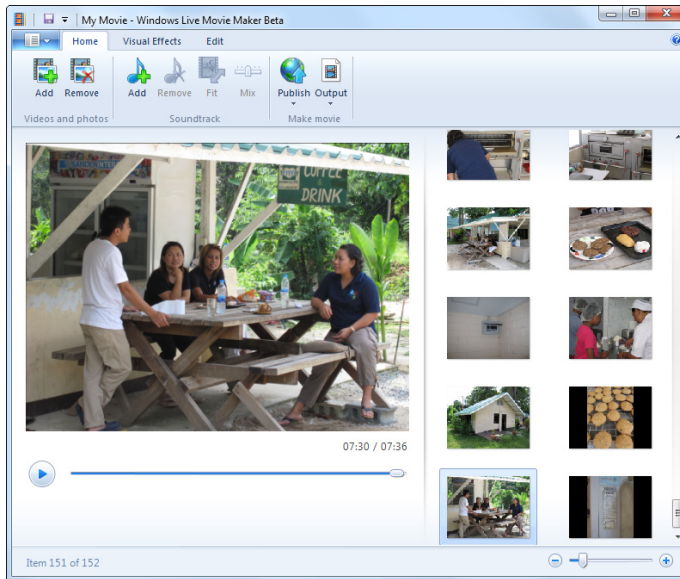 My Movie - Windows Live Movie Maker Beta
Home Visual Effects Edit
Add Remove Add Remove Fit Mix Publish Output
Videos and photos Soundtrack Make movie
COFFEE
DRINK
07:30 / 07:36
Item 151 of 152